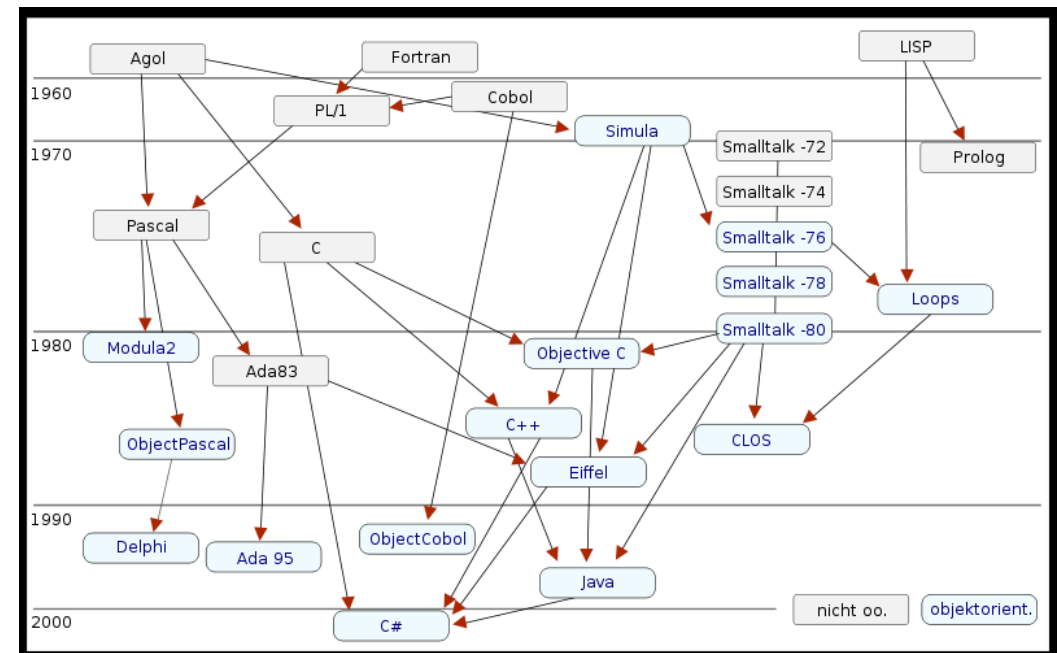 LISP
Agol
Fortran
1960
PL/1
Cobol
Simula
1970
Smalltalk -72
Prolog
Smalltalk -74
Pascal
C
Smalltalk -76
Smalltalk -78
Loops
1980
Modula2
Objective C
Smalltalk -80
Ada83
C++
CLOS
ObjectPascal
Eiffel
1990
Delphi
Ada 95
ObjectCobol
Java
2000
C#
nicht oo.
objektorient.